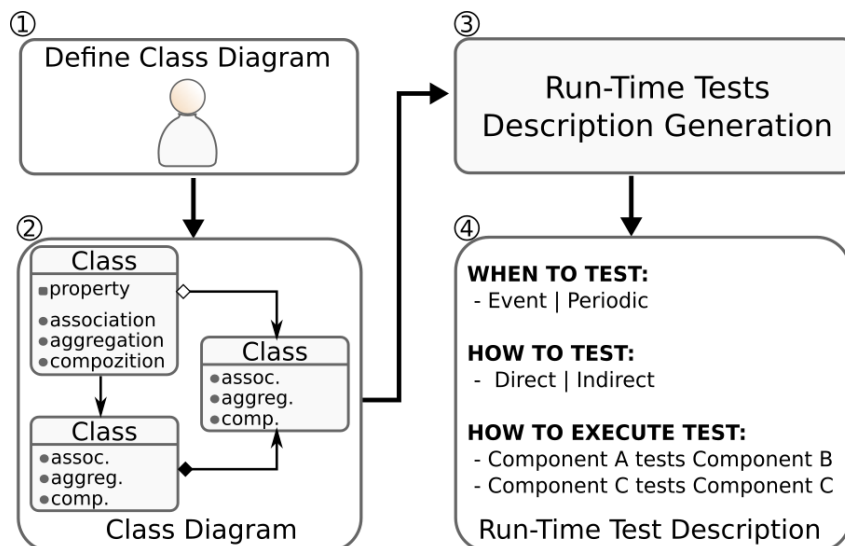 ①
Define Class Diagram
②
Class
property
association
aggregation
compozition
Class
assoc.
aggreg.
comp.
Class
assoc.
aggreg.
comp.
Class Diagram
③
Run-Time Tests
Description Generation
④
WHEN TO TEST:
- Event | Periodic
HOW TO TEST:
- Direct | Indirect
HOW TO EXECUTE TEST:
- Component A tests Component B
- Component C tests Component C
Run-Time Test Description